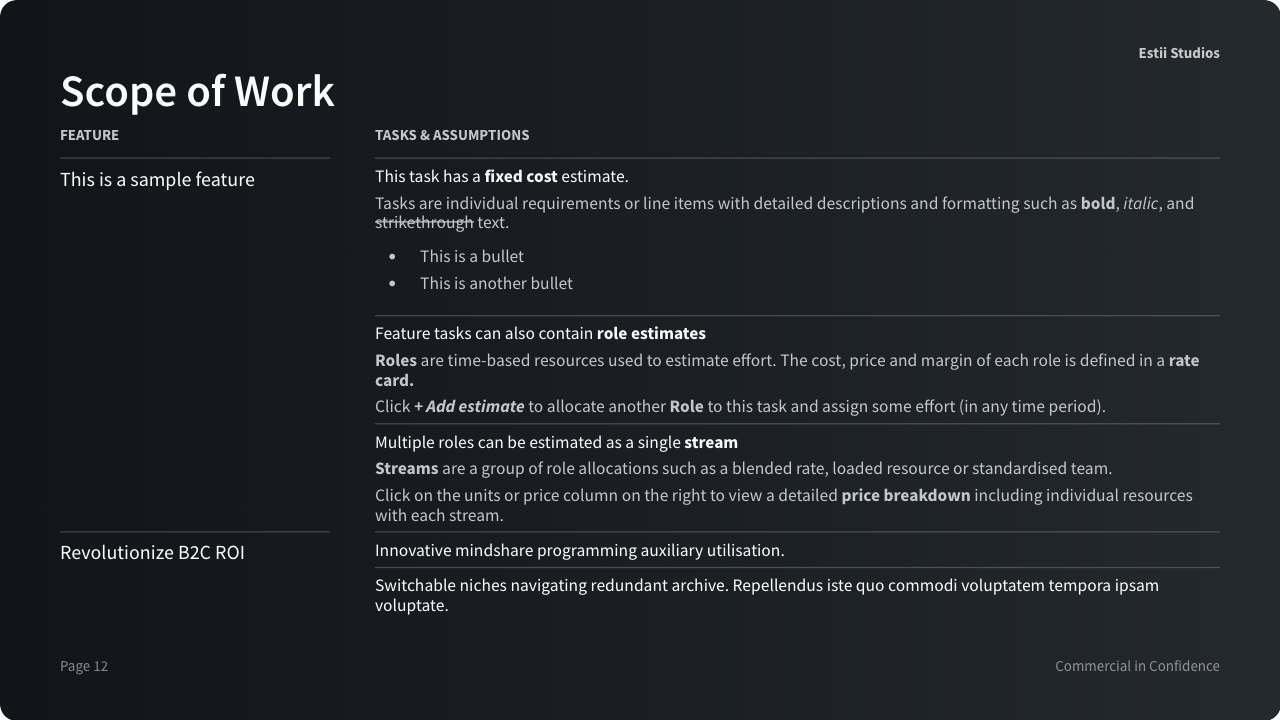 Estii Studios
Scope of Work
FEATURE
TASKS & ASSUMPTIONS
This is a sample feature
This task has a fixed cost estimate.
Tasks are individual requirements or line items with detailed descriptions and formatting such as bold, italic, and
strikethrough text.
• This is a bullet
• This is another bullet
Feature tasks can also contain role estimates
Roles are time-based resources used to estimate effort. The cost, price and margin of each role is defined in a rate
card.
Click + Add estimate to allocate another Role to this task and assign some effort (in any time period).
Multiple roles can be estimated as a single stream
Streams are a group of role allocations such as a blended rate, loaded resource or standardised team.
Click on the units or price column on the right to view a detailed price breakdown including individual resources
with each stream.
Revolutionize B2C ROI
Innovative mindshare programming auxiliary utilisation.
Switchable niches navigating redundant archive. Repellendus iste quo commodi voluptatem tempora ipsam
voluptate.
Page 12
Commercial in Confidence